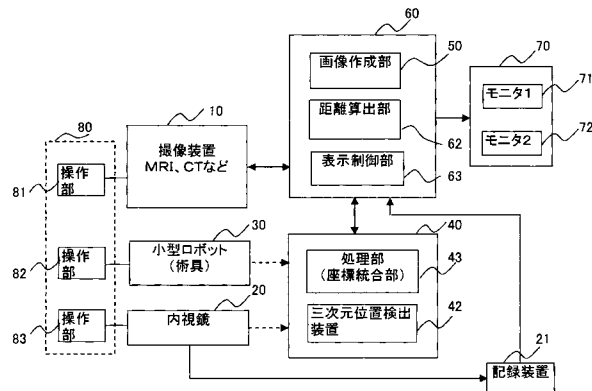 60
50
画像作成部
距離算出部
62
表示制御部
63
70
モニタ1
71
モニタ2
72
80
10
撮像装置
MRI、CTなど
操作
部
81
30
小型ロボット
(術具)
操作
部
82
20
内視鏡
操作
部
83
40
処理部
(座標統合部)
43
三次元位置検出
装置
42
21
記録装置